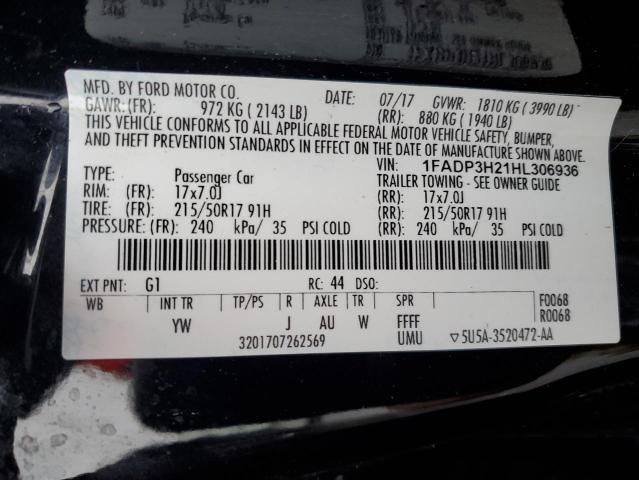 MFD. BY FORD MOTOR CO. DATE: 07/17 GVWR: 1810 KG ( 3990 LB)
GAWR: (FR): 972 KG ( 2143 LB) (RR): 880 KG ( 1940 LB)
THIS VEHICLE CONFORMS TO ALL APPLICABLE FEDERAL MOTOR VEHICLE SAFETY, BUMPER,
AND THEFT PREVENTION STANDARDS IN EFFECT ON THE DATE OF MANUFACTURE SHOWN ABOVE.
VIN: 1FADP3H21HL306936
TYPE: Passenger Car TRAILER TOWING - SEE OWNER GUIDE
RIM: (FR): 17x7.0J (RR): 17x7.0J
TIRE: (FR): 215/50R17 91H (RR): 215/50R17 91H
PRESSURE: (FR): 240 kPa/ 35 PSI COLD (RR): 240 kPa/ 35 PSI COLD
EXT PNT: G1 RC: 44 DSO:
WB INT TR TP/PS R AXLE TR SPR F0068
YW J AU W FFFF R0068
3201707262569 UMU ▽5U5A-3520472-AA